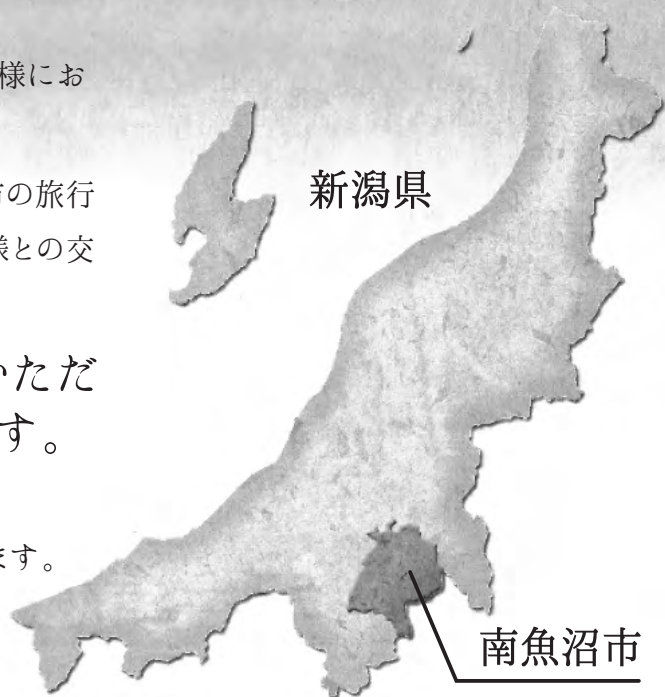 様にお
市の旅行
様との交
いただ
す。
ます。
新潟県
南魚沼市